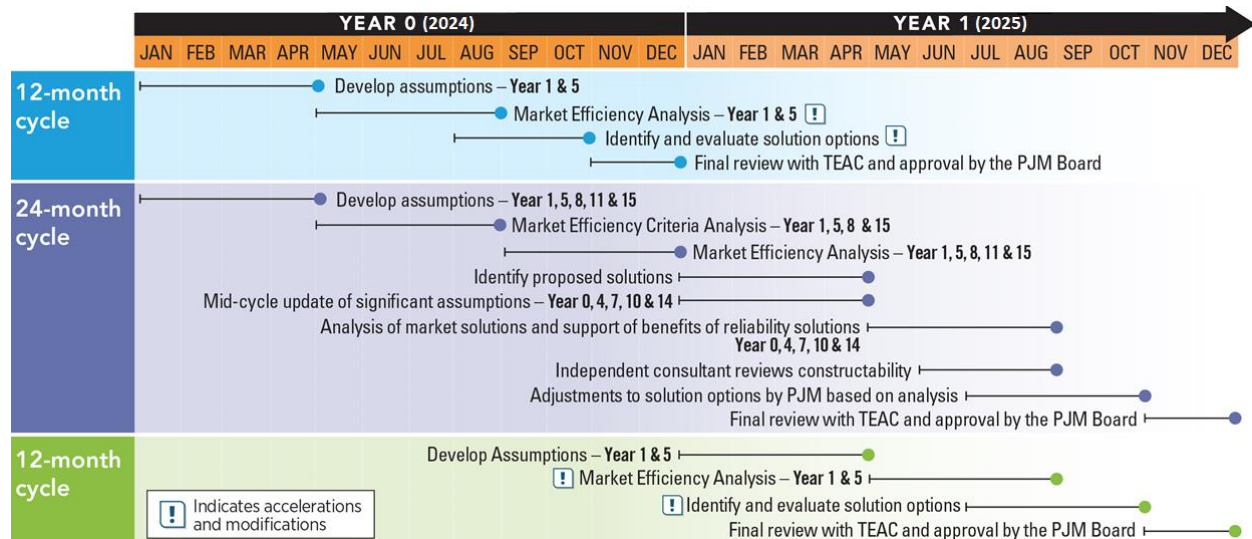 YEAR 0 (2024) YEAR 1 (2025)
JAN FEB MAR APR MAY JUN JUL AUG SEP OCT NOV DEC JAN FEB MAR APR MAY JUN JUL AUG SEP OCT NOV DEC
12-month
cycle
Develop assumptions – Year 1 & 5
Market Efficiency Analysis – Year 1 & 5 !
Identify and evaluate solution options !
Final review with TEAC and approval by the PJM Board
24-month
cycle
Develop assumptions – Year 1, 5, 8, 11 & 15
Market Efficiency Criteria Analysis – Year 1, 5, 8 & 15
Market Efficiency Analysis – Year 1, 5, 8, 11 & 15
Identify proposed solutions
Mid-cycle update of significant assumptions – Year 0, 4, 7, 10 & 14
Analysis of market solutions and support of benefits of reliability solutions
Year 0, 4, 7, 10 & 14
Independent consultant reviews constructability
Adjustments to solution options by PJM based on analysis
Final review with TEAC and approval by the PJM Board
12-month
cycle
Develop Assumptions – Year 1 & 5
! Market Efficiency Analysis – Year 1 & 5
! Identify and evaluate solution options
Final review with TEAC and approval by the PJM Board
! Indicates accelerations
and modifications